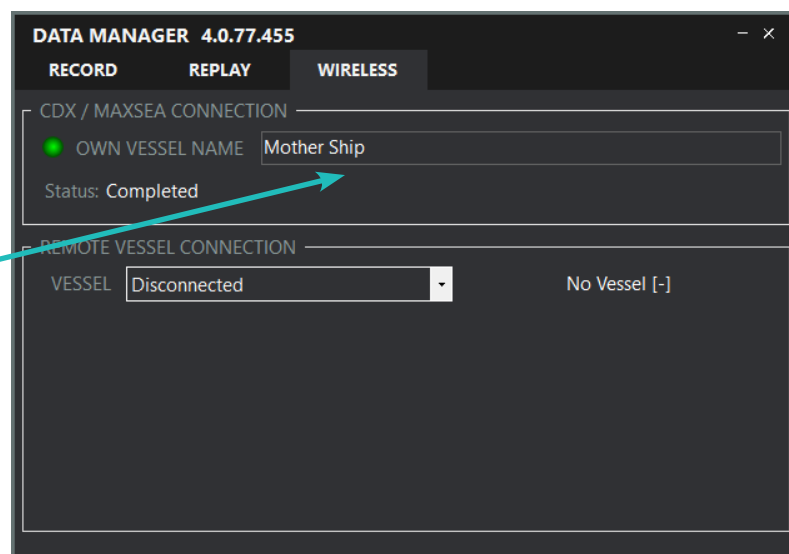 DATA MANAGER 4.0.77.455
RECORD REPLAY WIRELESS
CDX / MAXSEA CONNECTION
OWN VESSEL NAME Mother Ship
Status: Completed
REMOTE VESSEL CONNECTION
VESSEL Disconnected No Vessel [-]